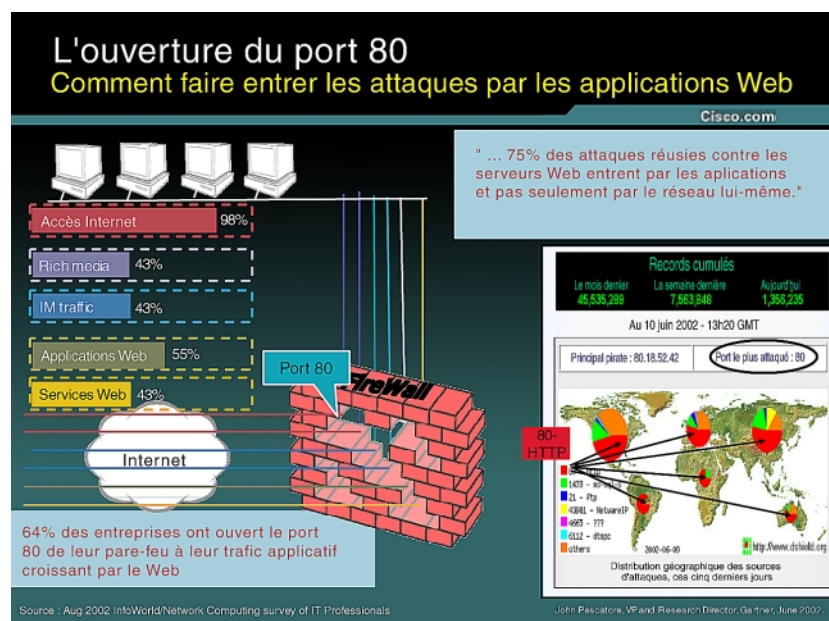 L'ouverture du port 80
Comment faire entrer les attaques par les applications Web
Cisco.com
" ... 75% des attaques réusies contre les
serveurs Web entrent par les aplications
et pas seulement par le réseau lui-même."
Accès Internet 98%
Rich media 43%
IM traffic 43%
Applications Web 55%
Services Web 43%
Internet
Port 80
FireWall
64% des entreprises ont ouvert le port
80 de leur pare-feu à leur trafic applicatif
croissant par le Web
Records cumulés
Le mois dernier La semaine dernière Aujourd'hui
45,535,299 7,563,848 1,356,235
Au 10 juin 2002 - 13h20 GMT
Principal pirate : 80.18.52.42 Port le plus attaqué : 80
80-
HTTP
21 - Ftp
43981 - NetwareIP
4665 - ???
6112 - dtspc
others
2002-06-09
http://www.dshield.org
Distribution géographique des sources
d'attaques, ces cinq derniers jours
Source : Aug 2002 InfoWorld/Network Computing survey of IT Professionals
John Pescatore, VP and Research Director, Gartner, June 2002.